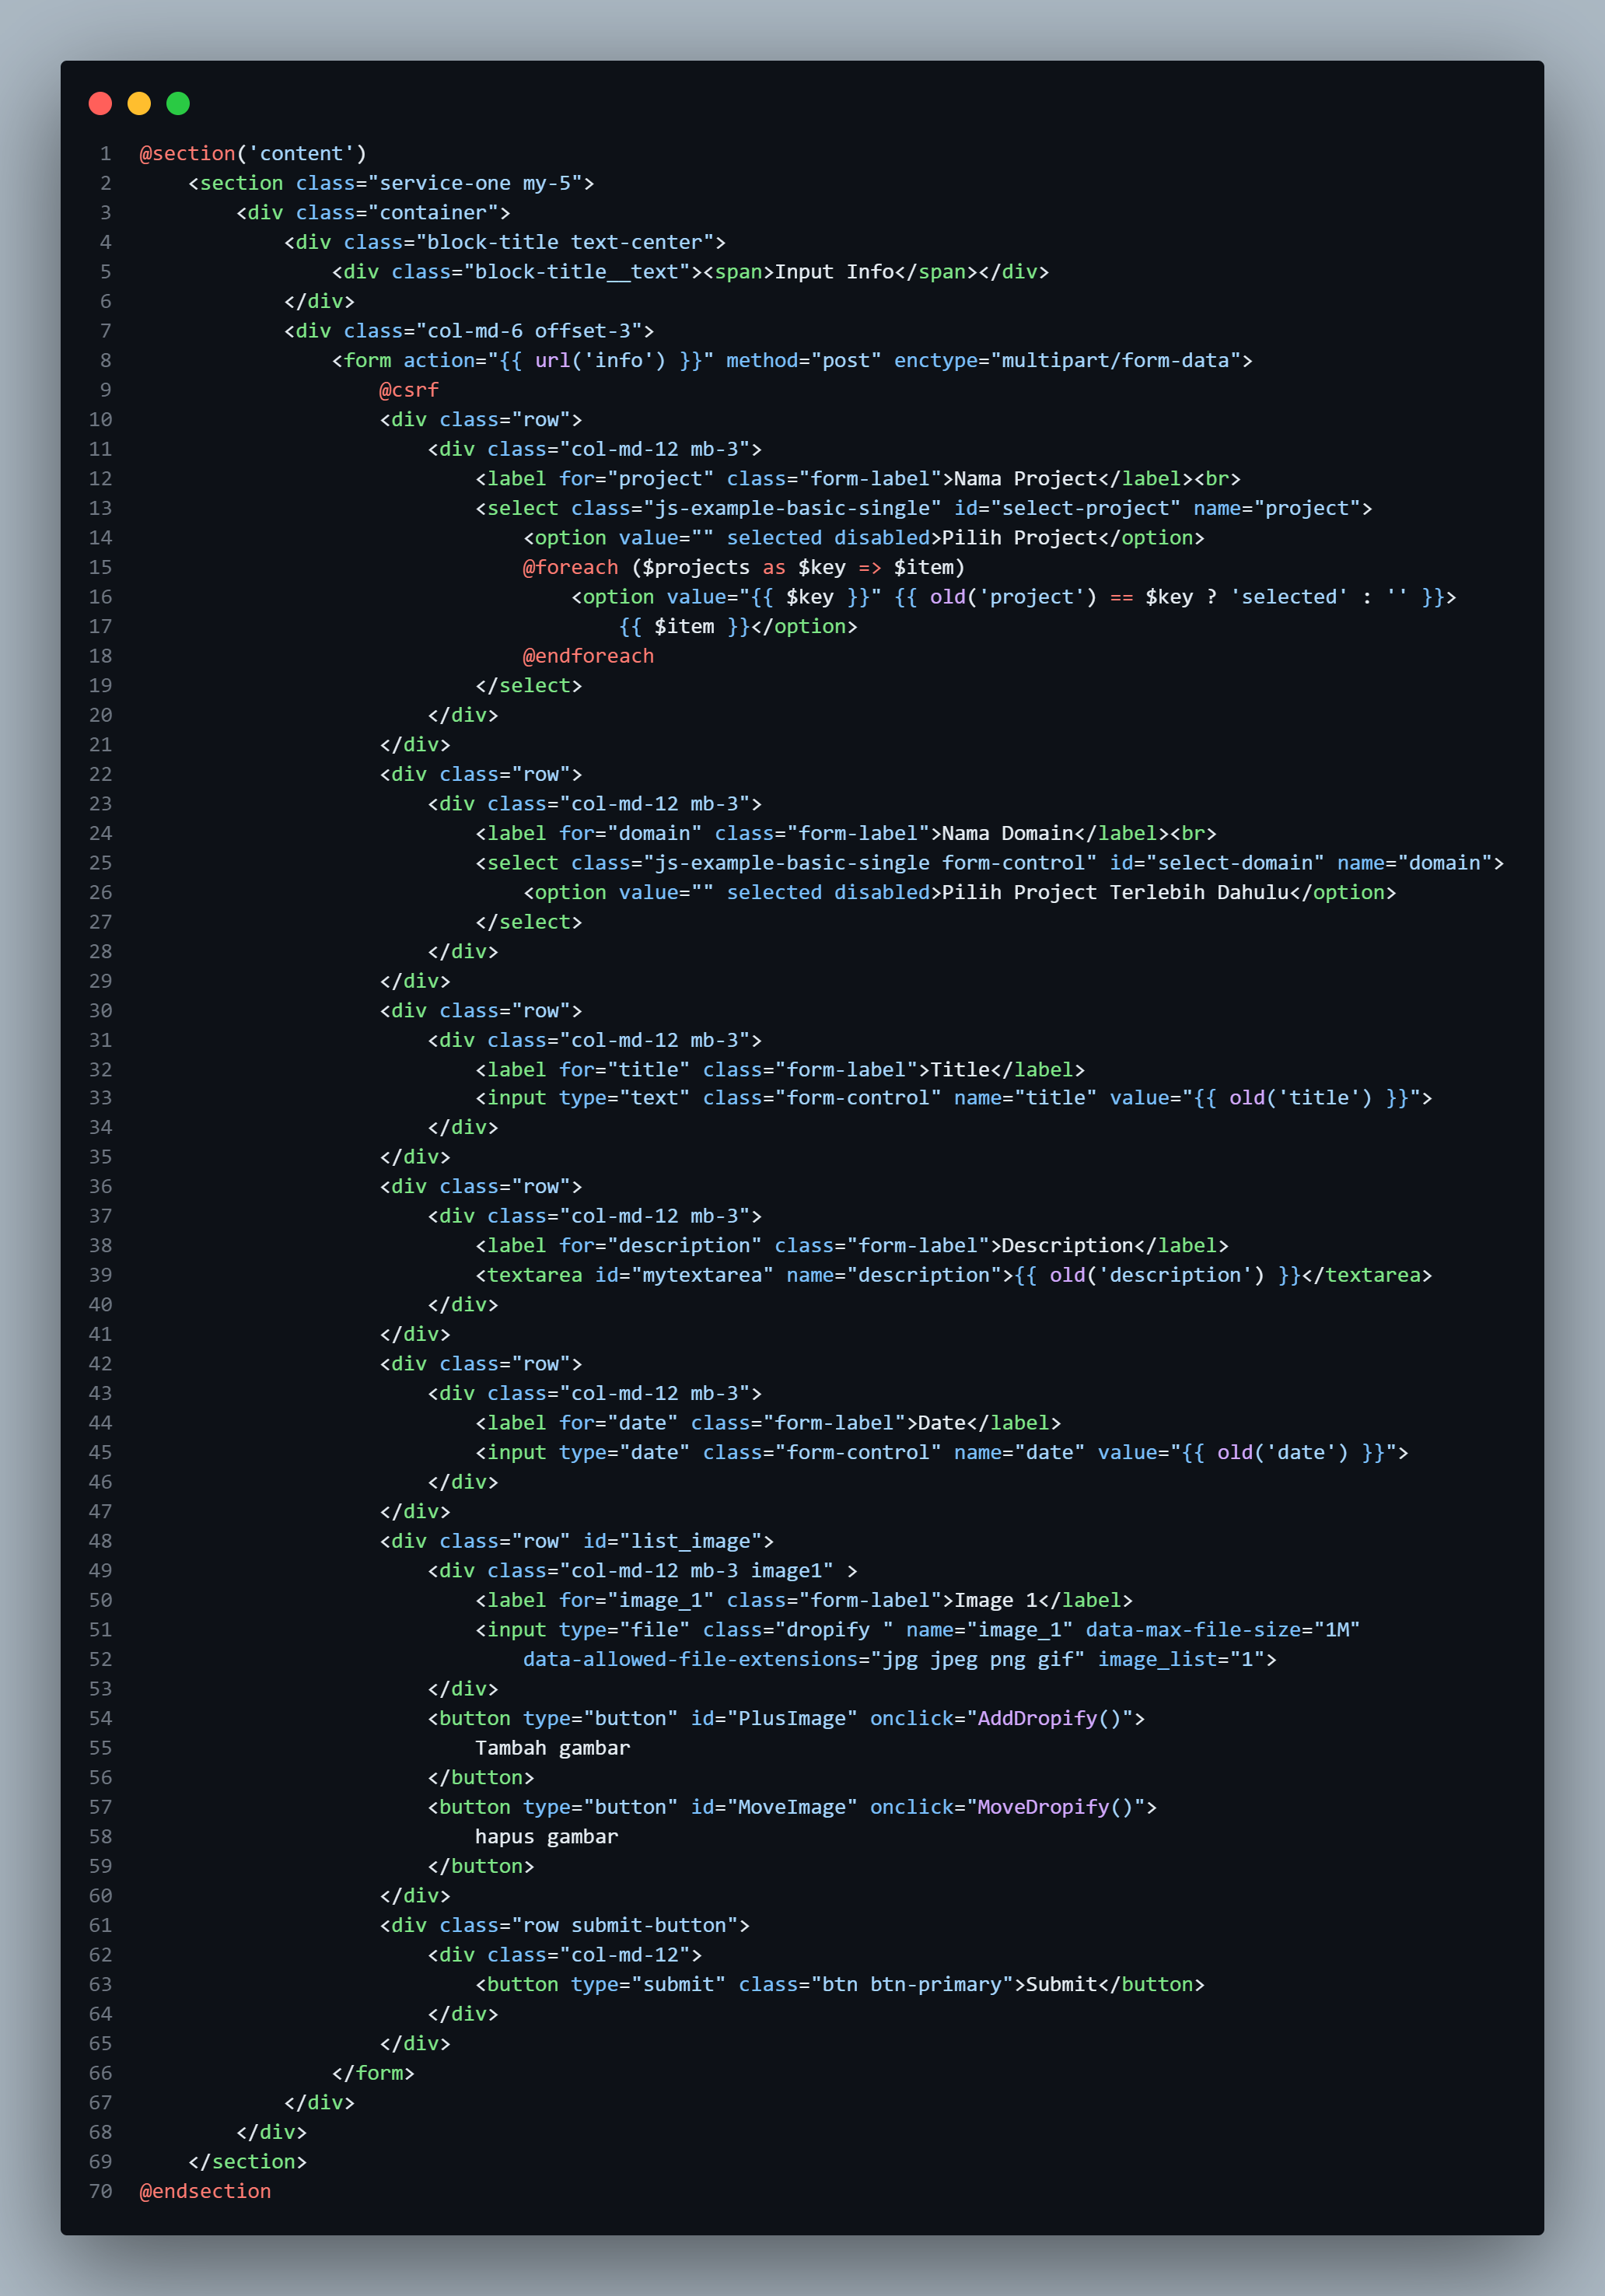 1 @section('content')
2     <section class="service-one my-5">
3         <div class="container">
4             <div class="block-title text-center">
5                 <div class="block-title__text"><span>Input Info</span></div>
6             </div>
7             <div class="col-md-6 offset-3">
8                 <form action="{{ url('info') }}" method="post" enctype="multipart/form-data">
9                     @csrf
10                     <div class="row">
11                         <div class="col-md-12 mb-3">
12                             <label for="project" class="form-label">Nama Project</label><br>
13                             <select class="js-example-basic-single" id="select-project" name="project">
14                                 <option value="" selected disabled>Pilih Project</option>
15                                 @foreach ($projects as $key => $item)
16                                     <option value="{{ $key }}" {{ old('project') == $key ? 'selected' : '' }}>
17                                         {{ $item }}</option>
18                                 @endforeach
19                             </select>
20                         </div>
21                     </div>
22                     <div class="row">
23                         <div class="col-md-12 mb-3">
24                             <label for="domain" class="form-label">Nama Domain</label><br>
25                             <select class="js-example-basic-single form-control" id="select-domain" name="domain">
26                                 <option value="" selected disabled>Pilih Project Terlebih Dahulu</option>
27                             </select>
28                         </div>
29                     </div>
30                     <div class="row">
31                         <div class="col-md-12 mb-3">
32                             <label for="title" class="form-label">Title</label>
33                             <input type="text" class="form-control" name="title" value="{{ old('title') }}">
34                         </div>
35                     </div>
36                     <div class="row">
37                         <div class="col-md-12 mb-3">
38                             <label for="description" class="form-label">Description</label>
39                             <textarea id="mytextarea" name="description">{{ old('description') }}</textarea>
40                         </div>
41                     </div>
42                     <div class="row">
43                         <div class="col-md-12 mb-3">
44                             <label for="date" class="form-label">Date</label>
45                             <input type="date" class="form-control" name="date" value="{{ old('date') }}">
46                         </div>
47                     </div>
48                     <div class="row" id="list_image">
49                         <div class="col-md-12 mb-3 image1" >
50                             <label for="image_1" class="form-label">Image 1</label>
51                             <input type="file" class="dropify " name="image_1" data-max-file-size="1M"
52                                 data-allowed-file-extensions="jpg jpeg png gif" image_list="1">
53                         </div>
54                         <button type="button" id="PlusImage" onclick="AddDropify()">
55                             Tambah gambar
56                         </button>
57                         <button type="button" id="MoveImage" onclick="MoveDropify()">
58                             hapus gambar
59                         </button>
60                     </div>
61                     <div class="row submit-button">
62                         <div class="col-md-12">
63                             <button type="submit" class="btn btn-primary">Submit</button>
64                         </div>
65                     </div>
66                 </form>
67             </div>
68         </div>
69     </section>
70 @endsection